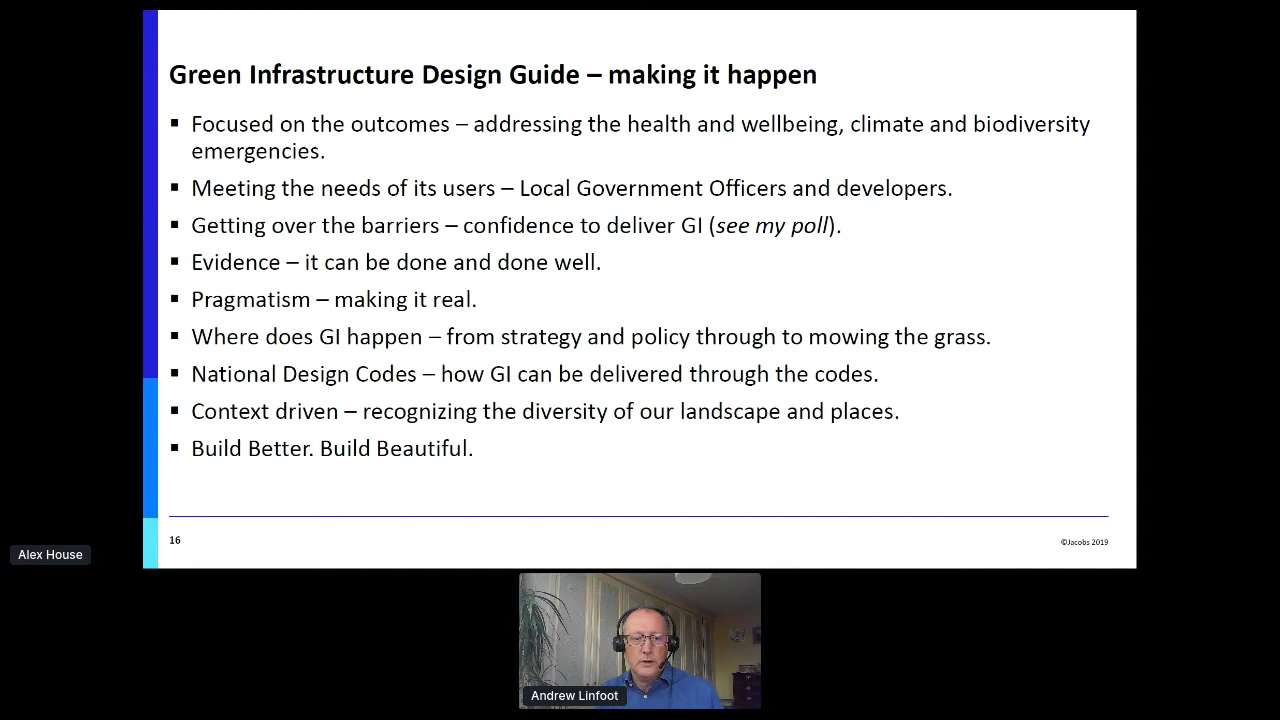 Green Infrastructure Design Guide – making it happen
▪ Focused on the outcomes – addressing the health and wellbeing, climate and biodiversity
emergencies.
▪ Meeting the needs of its users – Local Government Officers and developers.
▪ Getting over the barriers – confidence to deliver GI (see my poll).
▪ Evidence – it can be done and done well.
▪ Pragmatism – making it real.
▪ Where does GI happen – from strategy and policy through to mowing the grass.
▪ National Design Codes – how GI can be delivered through the codes.
▪ Context driven – recognizing the diversity of our landscape and places.
▪ Build Better. Build Beautiful.
16
©Jacobs 2019
Alex House
Andrew Linfoot